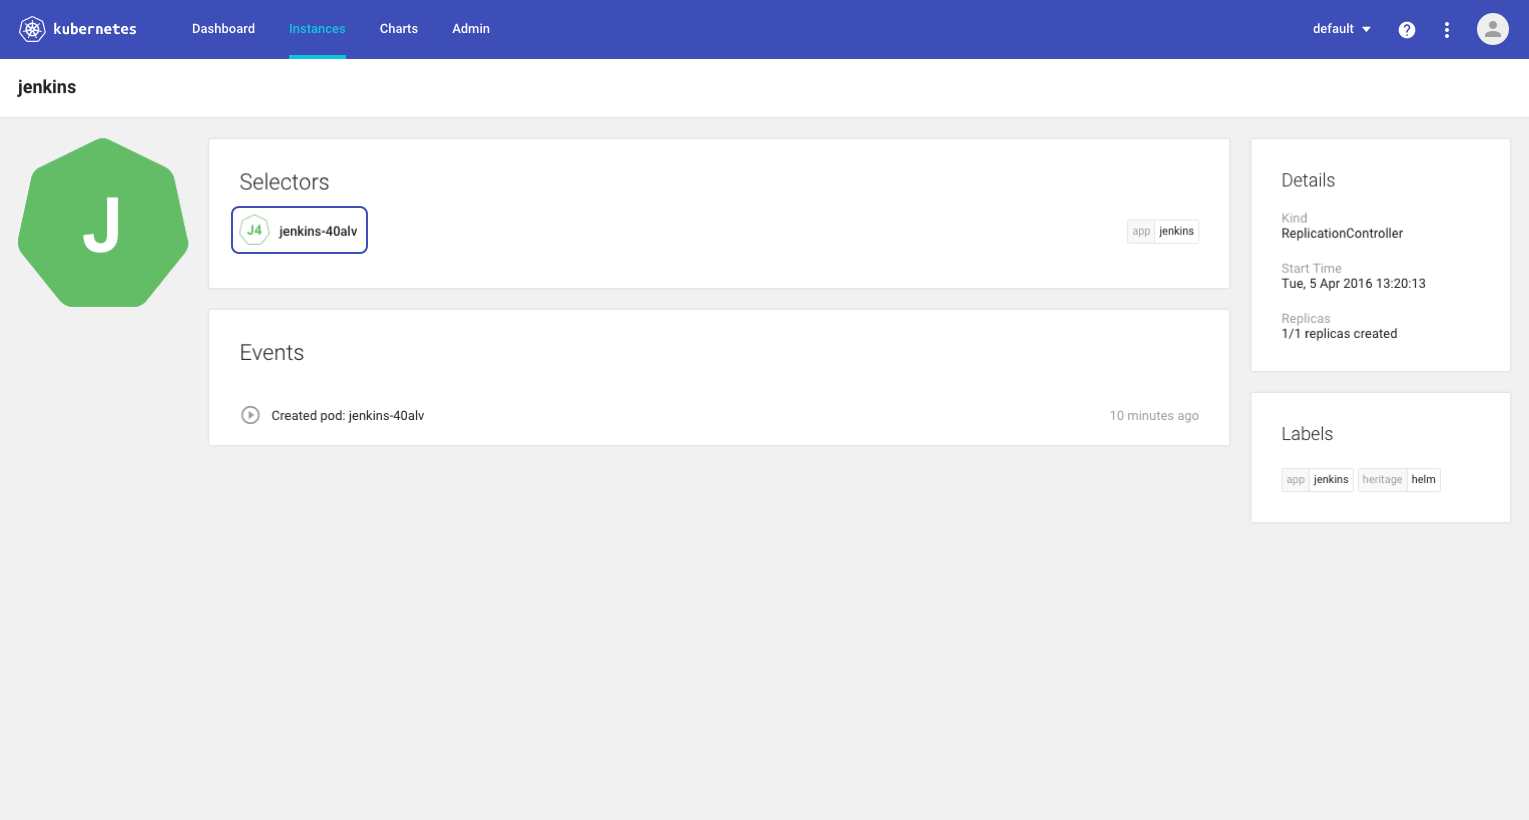 kubernetes Dashboard Instances Charts Admin default
jenkins
J
Selectors
J4 jenkins-40alv app jenkins
Events
Created pod: jenkins-40alv 10 minutes ago
Details
Kind
ReplicationController
Start Time
Tue, 5 Apr 2016 13:20:13
Replicas
1/1 replicas created
Labels
app jenkins heritage helm